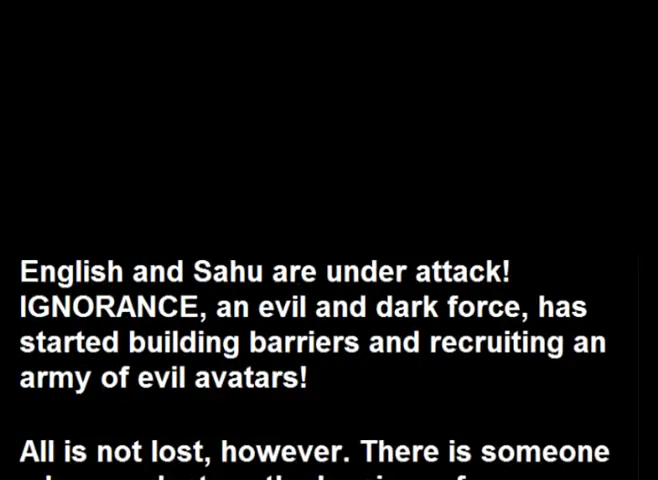 English and Sahu are under attack!
IGNORANCE, an evil and dark force, has
started building barriers and recruiting an
army of evil avatars!
All is not lost, however. There is someone